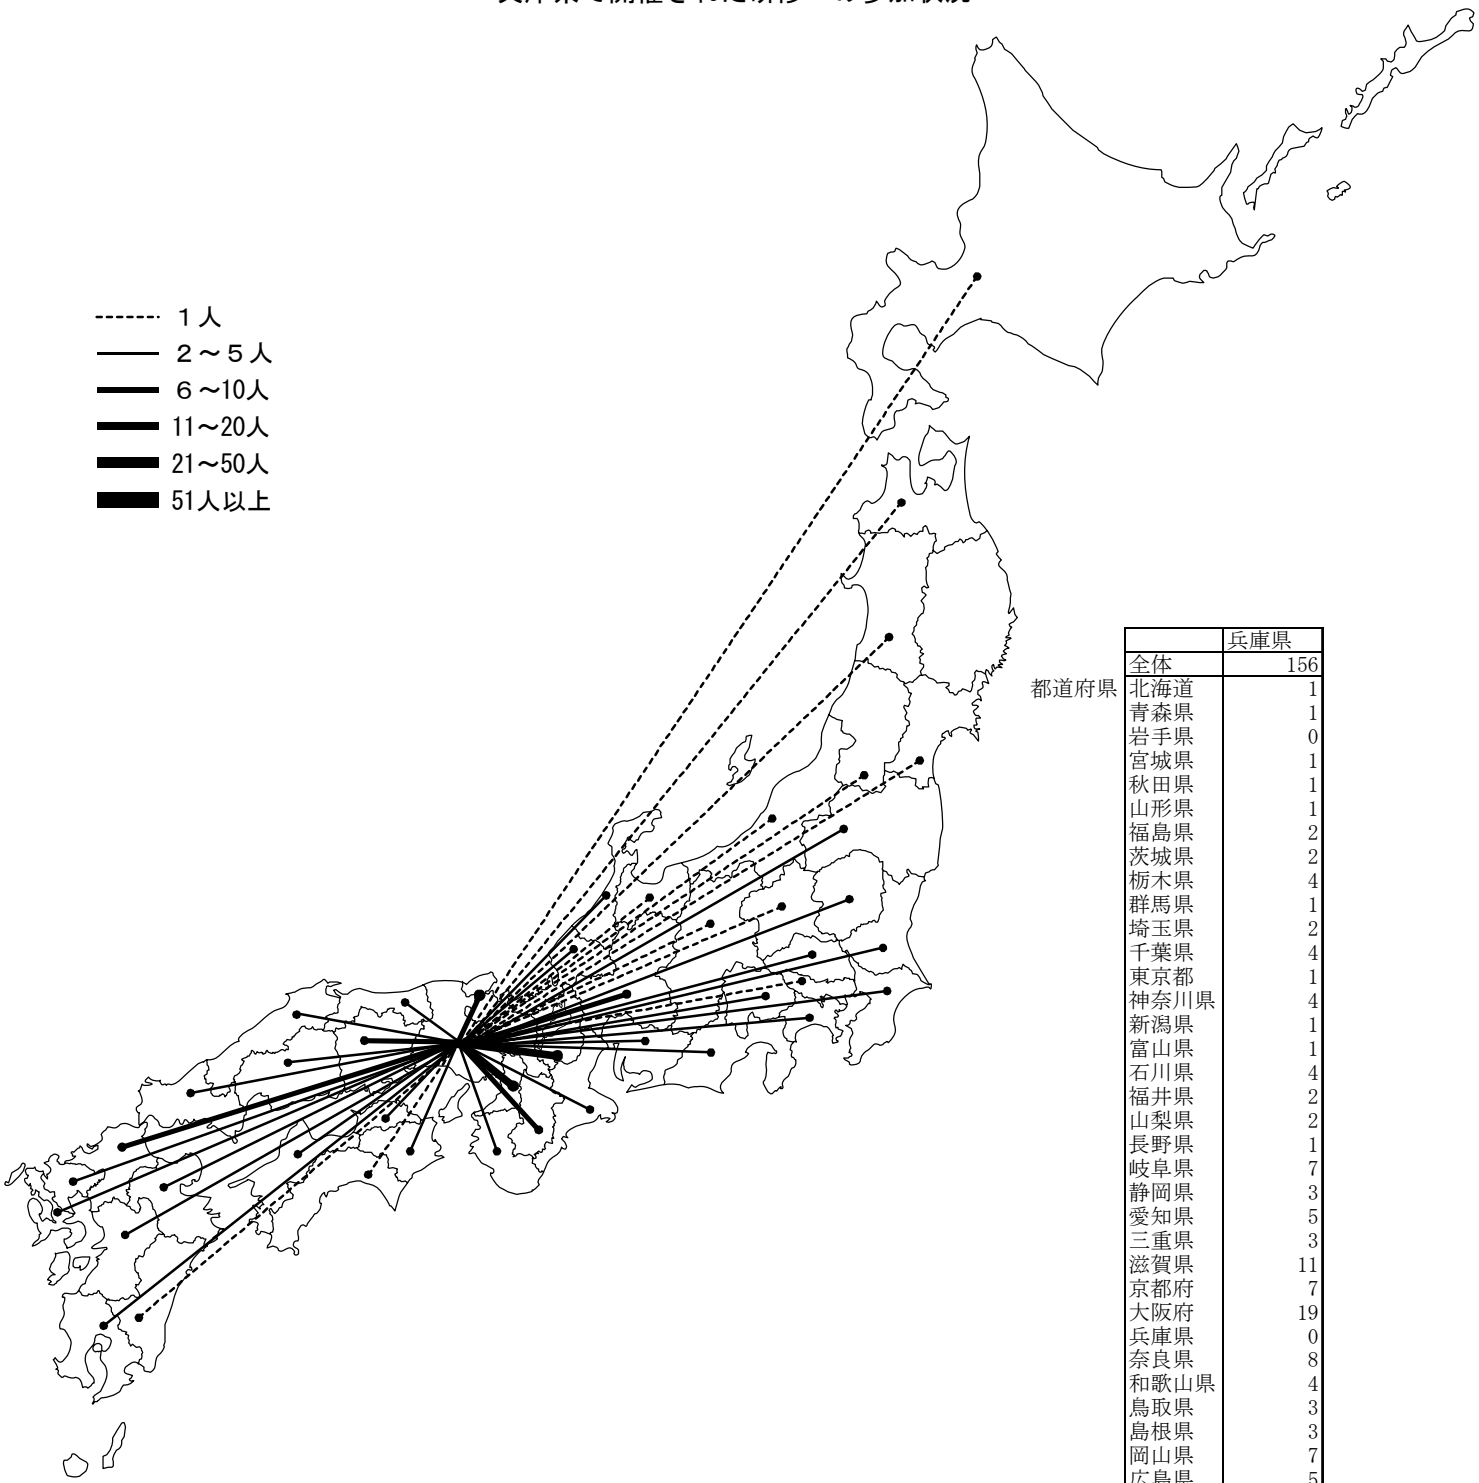 1人
2～5人
6～10人
11～20人
21～50人
51人以上
兵庫県
全体 156
都道府県 北海道 1
青森県 1
岩手県 0
宮城県 1
秋田県 1
山形県 1
福島県 2
茨城県 2
栃木県 4
群馬県 1
埼玉県 2
千葉県 4
東京都 1
神奈川県 4
新潟県 1
富山県 1
石川県 4
福井県 2
山梨県 2
長野県 1
岐阜県 7
静岡県 3
愛知県 5
三重県 3
滋賀県 11
京都府 7
大阪府 19
兵庫県 0
奈良県 8
和歌山県 4
鳥取県 3
島根県 3
岡山県 7
広島県 5